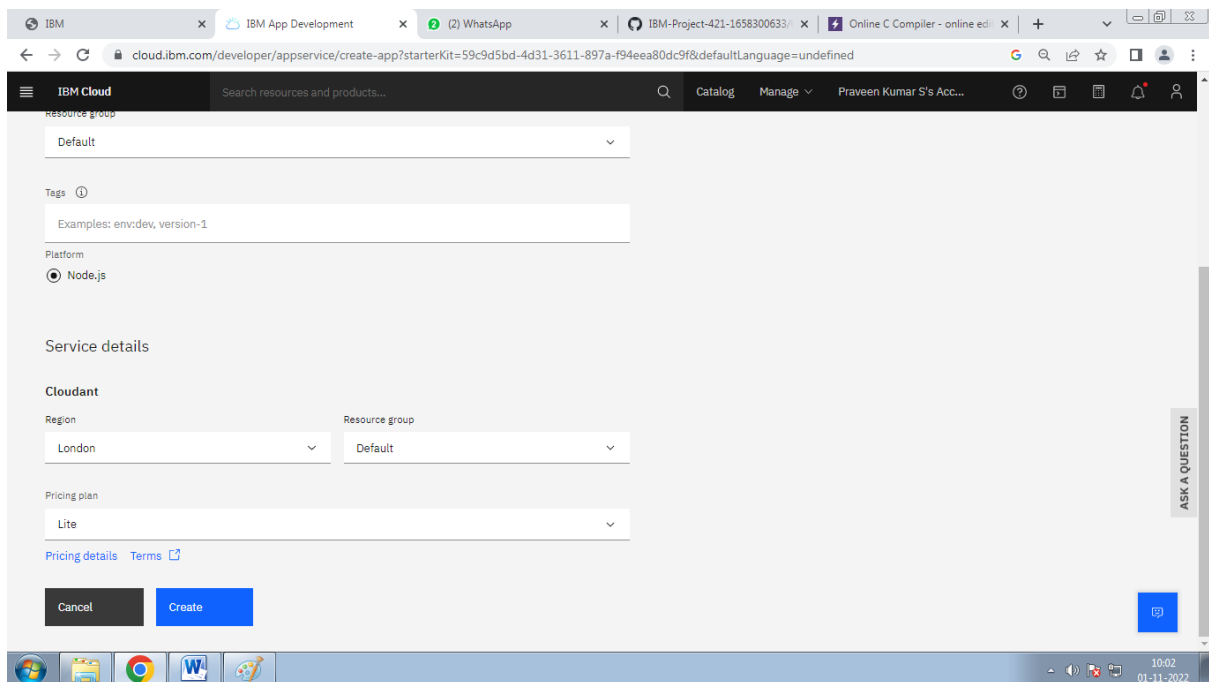 IBM
IBM App Development
(2) WhatsApp
IBM-Project-421-1658300633/
Online C Compiler - online edi
cloud.ibm.com/developer/appservice/create-app?starterKit=59c9d5bd-4d31-3611-897a-f94eea80dc9f&defaultLanguage=undefined
IBM Cloud Search resources and products... Catalog Manage Praveen Kumar S's Acc...
Resource group
Default
Tags
Examples: env:dev, version-1
Platform
Node.js
Service details
Cloudant
Region Resource group
London Default
Pricing plan
Lite
Pricing details Terms
Cancel Create
ASK A QUESTION
10:02
01-11-2022